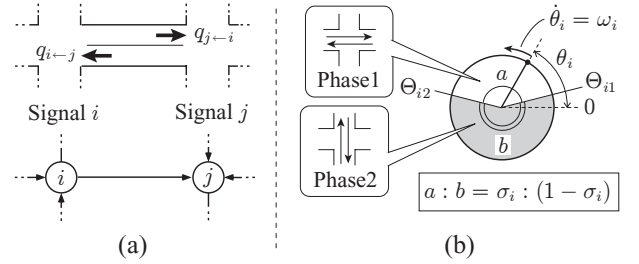 q_{j←i}
q_{i←j}
Signal i
Signal j
i
j
(a)
Phase1
Phase2
θ̇_i = ω_i
θ_i
Θ_{i2}
Θ_{i1}
0
a
b
a : b = σ_i : (1 − σ_i)
(b)